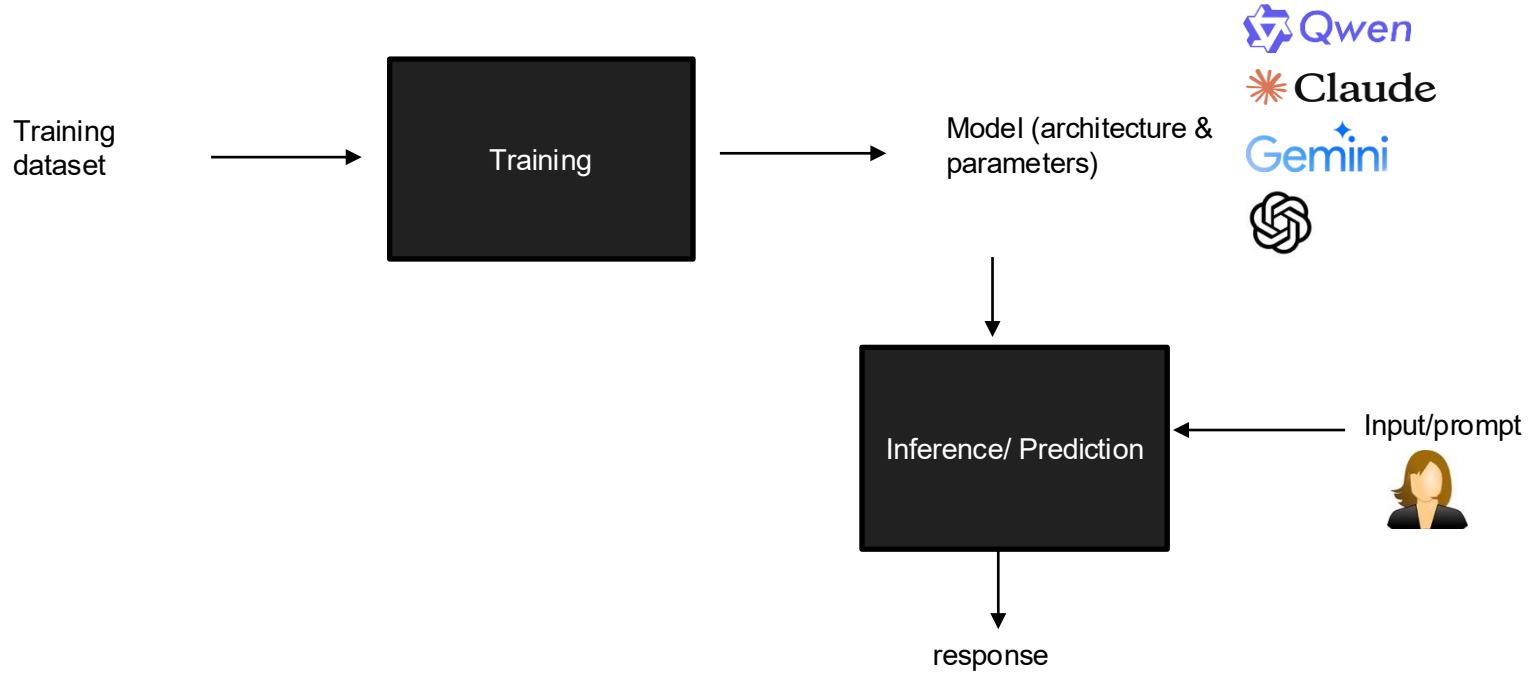 Qwen
Claude
Training
dataset
Training
Model (architecture &
parameters)
Gemini
Inference/ Prediction
Input/prompt
response